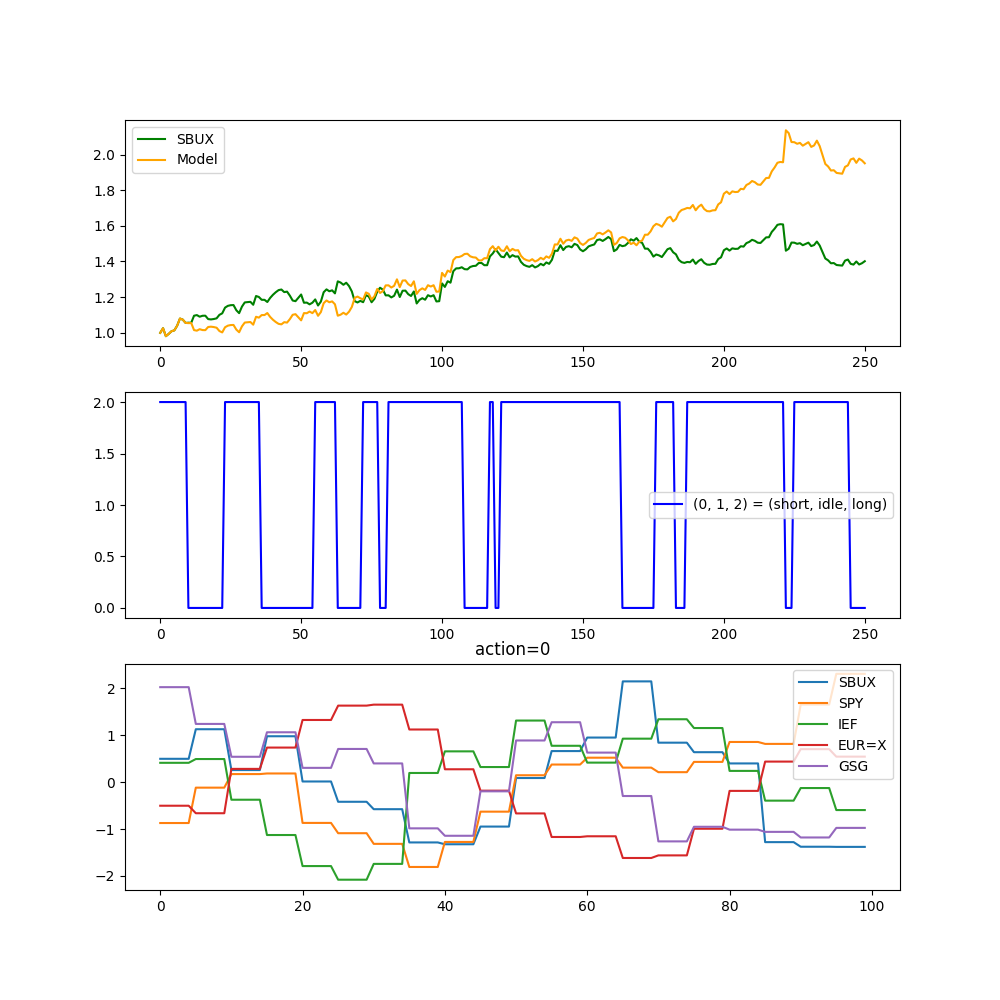 SBUX
Model
2.0
1.8
1.6
1.4
1.2
1.0
0 50 100 150 200 250
2.0
1.5
1.0
0.5
0.0
(0, 1, 2) = (short, idle, long)
0 50 100 150 200 250
action=0
SBUX
SPY
IEF
EUR=X
GSG
2
1
0
−1
−2
0 20 40 60 80 100